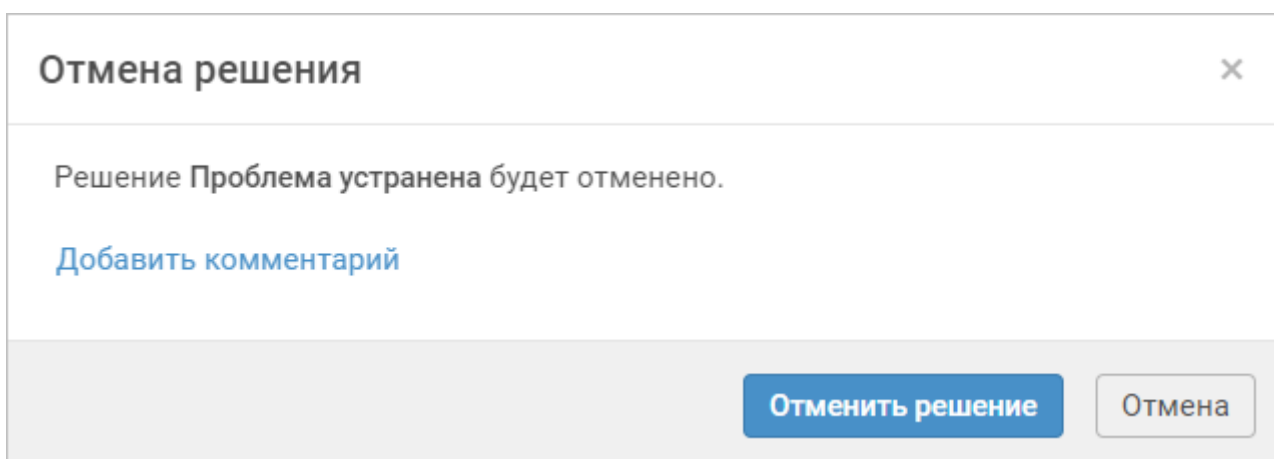 Отмена решения
Решение Проблема устранена будет отменено.
Добавить комментарий
Отменить решение
Отмена